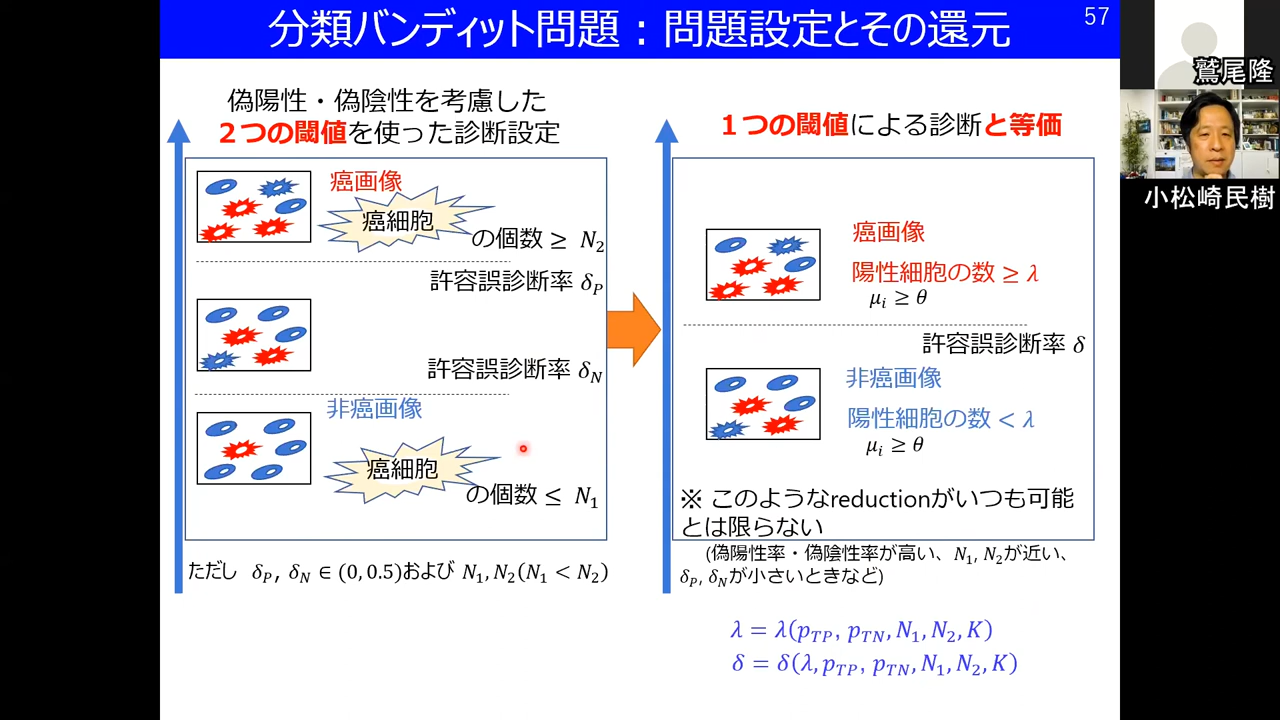 分類バンディット問題：問題設定とその還元
57
鷲尾隆
小松崎民樹
偽陽性・偽陰性を考慮した
２つの閾値を使った診断設定
癌画像
癌細胞
の個数 ≥ N₂
許容誤診断率 δ_P
許容誤診断率 δ_N
非癌画像
癌細胞
の個数 ≤ N₁
ただし δ_P, δ_N ∈ (0, 0.5)および N₁, N₂(N₁ < N₂)
１つの閾値による診断と等価
癌画像
陽性細胞の数 ≥ λ
μ_i ≥ θ
許容誤診断率 δ
非癌画像
陽性細胞の数 < λ
μ_i ≥ θ
※ このようなreductionがいつも可能
とは限らない
(偽陽性率・偽陰性率が高い、N₁, N₂が近い、
δ_P, δ_Nが小さいときなど)
λ = λ(p_TP, p_TN, N₁, N₂, K)
δ = δ(λ, p_TP, p_TN, N₁, N₂, K)